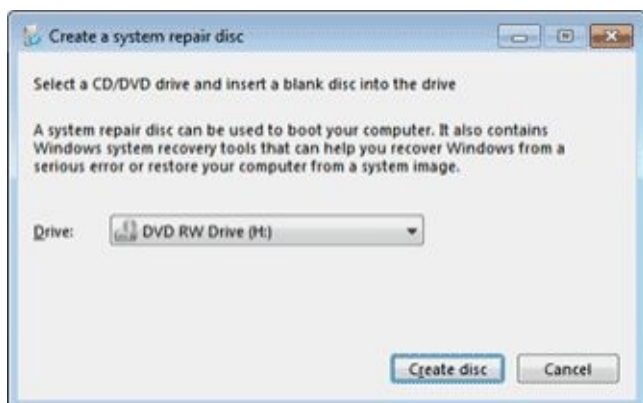 Create a system repair disc
Select a CD/DVD drive and insert a blank disc into the drive
A system repair disc can be used to boot your computer. It also contains
Windows system recovery tools that can help you recover Windows from a
serious error or restore your computer from a system image.
Drive: DVD RW Drive (H:)
Create disc Cancel